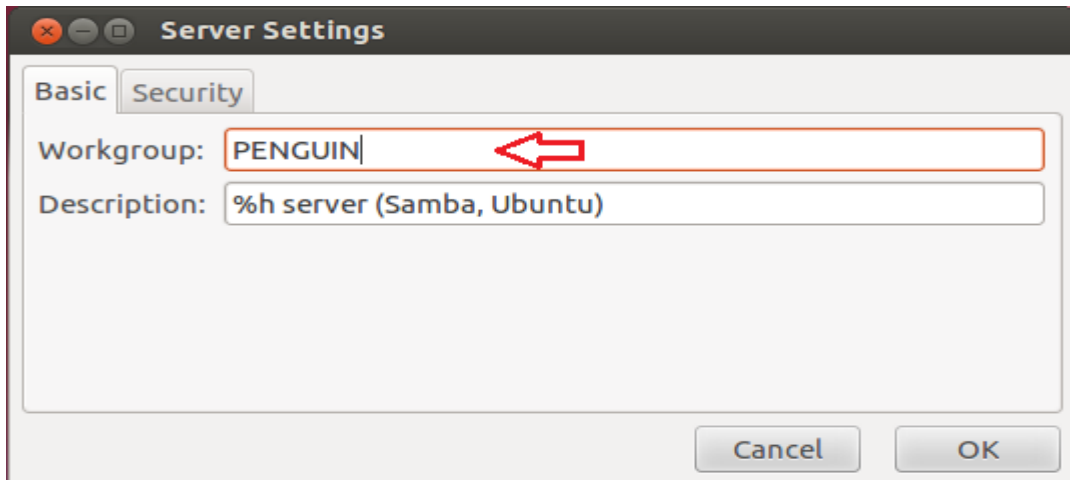 Server Settings
Basic Security
Workgroup: PENGUIN
Description: %h server (Samba, Ubuntu)
Cancel OK